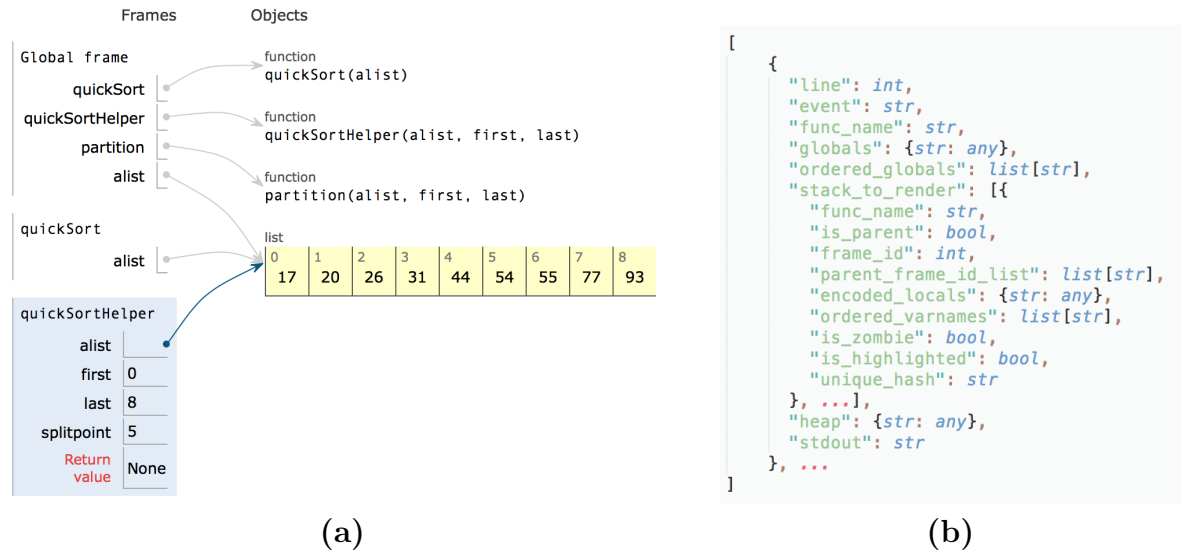 Frames Objects
Global frame
function
quickSort(alist)
quickSort
quickSortHelper
function
quickSortHelper(alist, first, last)
partition
alist
function
partition(alist, first, last)
quickSort
alist
list
0 1 2 3 4 5 6 7 8
17 20 26 31 44 54 55 77 93
quickSortHelper
alist
first 0
last 8
splitpoint 5
Return
value None
(a)
[
{
"line": int,
"event": str,
"func_name": str,
"globals": {str: any},
"ordered_globals": list[str],
"stack_to_render": [{
"func_name": str,
"is_parent": bool,
"frame_id": int,
"parent_frame_id_list": list[str],
"encoded_locals": {str: any},
"ordered_varnames": list[str],
"is_zombie": bool,
"is_highlighted": bool,
"unique_hash": str
}, ...],
"heap": {str: any},
"stdout": str
}, ...
]
(b)